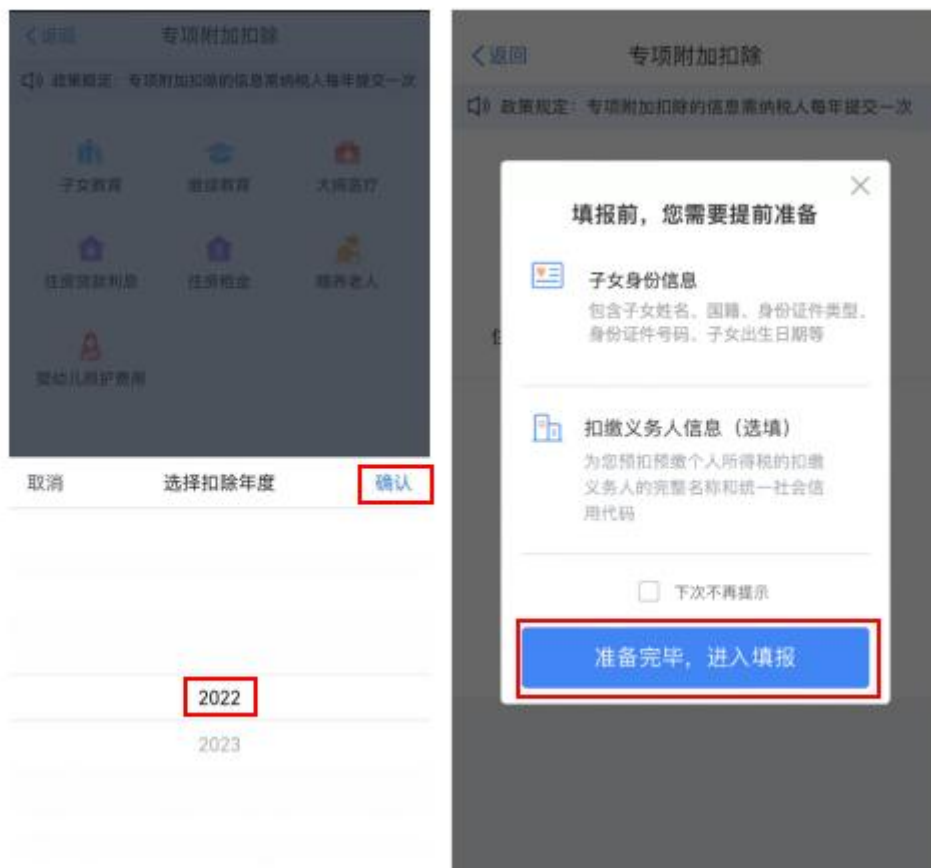 返回
专项附加扣除
政策规定：专项附加扣除的信息需纳税人每年提交一次
子女教育
继续教育
大病医疗
住房贷款利息
住房租金
赡养老人
婴幼儿照护费用
取消
选择扣除年度
确认
2022
2023
返回
专项附加扣除
政策规定：专项附加扣除的信息需纳税人每年提交一次
填报前，您需要提前准备
子女身份信息
包含子女姓名、国籍、身份证件类型、
身份证件号码、子女出生日期等
扣缴义务人信息（选填）
为您预扣预缴个人所得税的扣缴
义务人的完整名称和统一社会信
用代码
下次不再提示
准备完毕，进入填报